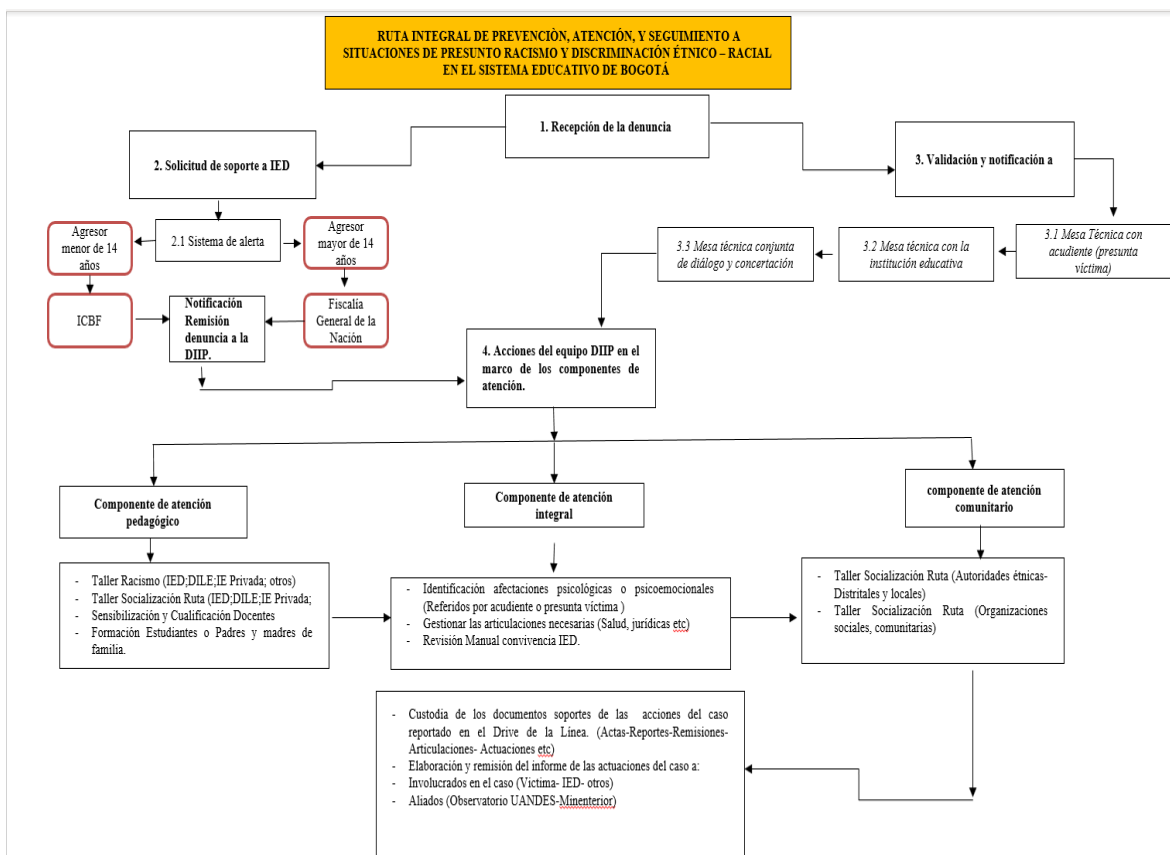 RUTA INTEGRAL DE PREVENCIÒN, ATENCIÓN, Y SEGUIMIENTO A
SITUACIONES DE PRESUNTO RACISMO Y DISCRIMINACIÓN ÉTNICO – RACIAL
EN EL SISTEMA EDUCATIVO DE BOGOTÁ
1. Recepción de la denuncia
2. Solicitud de soporte a IED
3. Validación y notificación a
2.1 Sistema de alerta
Agresor
menor de 14
años
Agresor
mayor de 14
años
ICBF
Notificación
Remisión
denuncia a la
DIIP.
Fiscalía
General de la
Nación
3.1 Mesa Técnica con
acudiente (presunta
víctima)
3.2 Mesa técnica con la
institución educativa
3.3 Mesa técnica conjunta
de diálogo y concertación
4. Acciones del equipo DIIP en el
marco de los componentes de
atención.
Componente de atención
pedagógico
Componente de atención
integral
componente de atención
comunitario
- Taller Racismo (IED;DILE;IE Privada; otros)
- Taller Socialización Ruta (IED;DILE;IE Privada;
- Sensibilización y Cualificación Docentes
- Formación Estudiantes o Padres y madres de
familia.
- Identificación afectaciones psicológicas o psicoemocionales
(Referidos por acudiente o presunta víctima )
- Gestionar las articulaciones necesarias (Salud, jurídicas etc)
- Revisión Manual convivencia IED.
- Taller Socialización Ruta (Autoridades étnicas-
Distritales y locales)
- Taller Socialización Ruta (Organizaciones
sociales, comunitarias)
- Custodia de los documentos soportes de las acciones del caso
reportado en el Drive de la Línea. (Actas-Reportes-Remisiones-
Articulaciones- Actuaciones etc)
- Elaboración y remisión del informe de las actuaciones del caso a:
- Involucrados en el caso (Victima- IED- otros)
- Aliados (Observatorio UANDES-Minenterior)